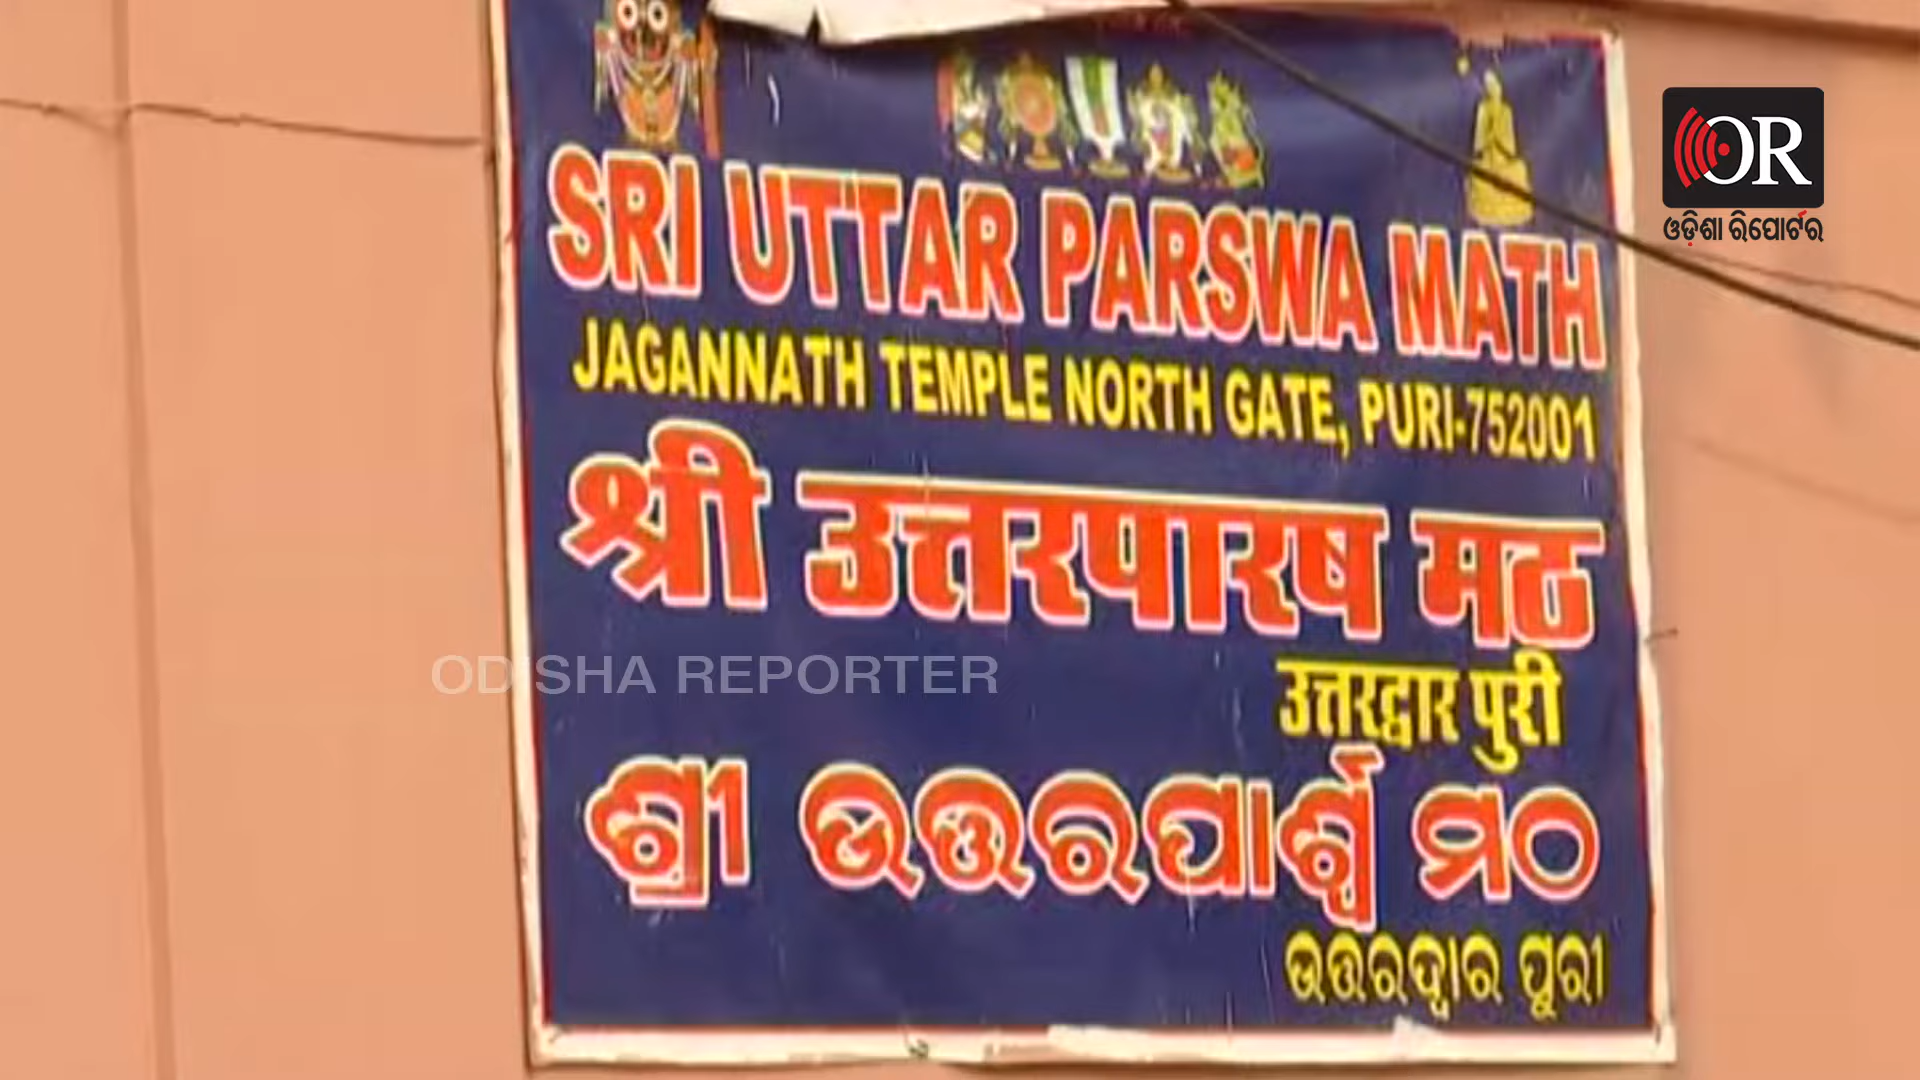 OR
ଓଡ଼ିଶା ରିପୋର୍ଟର
SRI UTTAR PARSWA MATH
JAGANNATH TEMPLE NORTH GATE, PURI-752001
श्री उत्तरपारष मठ
उत्तरद्वार पुरी
ODISHA REPORTER
ଶ୍ରୀ ଉତ୍ତରପାର୍ଶ୍ୱ ମଠ
ଉତ୍ତରଦ୍ୱାର ପୁରୀ